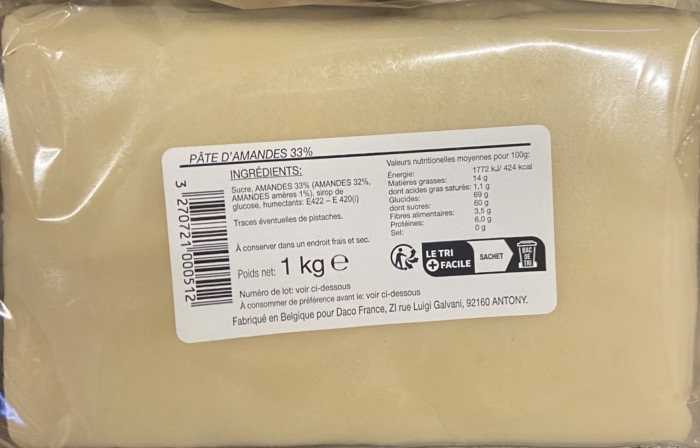 PÂTE D'AMANDES 33%
INGRÉDIENTS:
Sucre, AMANDES 33% (AMANDES 32%,
AMANDES amères 1%), sirop de
glucose, humectants: E422 – E 420(i)
Traces éventuelles de pistaches.
À conserver dans un endroit frais et sec.
Poids net: 1 kg e
Numéro de lot: voir ci-dessous
À consommer de préférence avant le: voir ci-dessous
Fabriqué en Belgique pour Daco France, ZI rue Luigi Galvani, 92160 ANTONY.
Valeurs nutritionelles moyennes pour 100g:
Énergie: 1772 kJ/ 424 kcal
Matières grasses: 14 g
dont acides gras saturés: 1,1 g
Glucides: 69 g
dont sucres: 60 g
Fibres alimentaires: 3,5 g
Protéines: 6,0 g
Sel: 0 g
LE TRI
+ FACILE
SACHET
BAC
DE
TRI
3 270721 000512